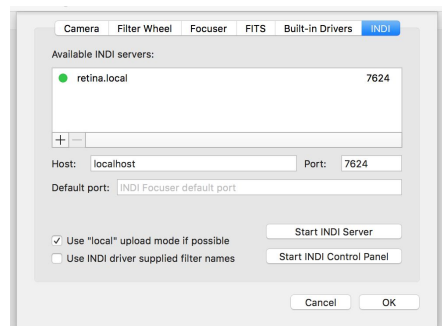 Camera Filter Wheel Focuser FITS Built-in Drivers INDI
Available INDI servers:
retina.local 7624
+ −
Host: localhost Port: 7624
Default port: INDI Focuser default port
Start INDI Server
Use "local" upload mode if possible
Use INDI driver supplied filter names Start INDI Control Panel
Cancel OK